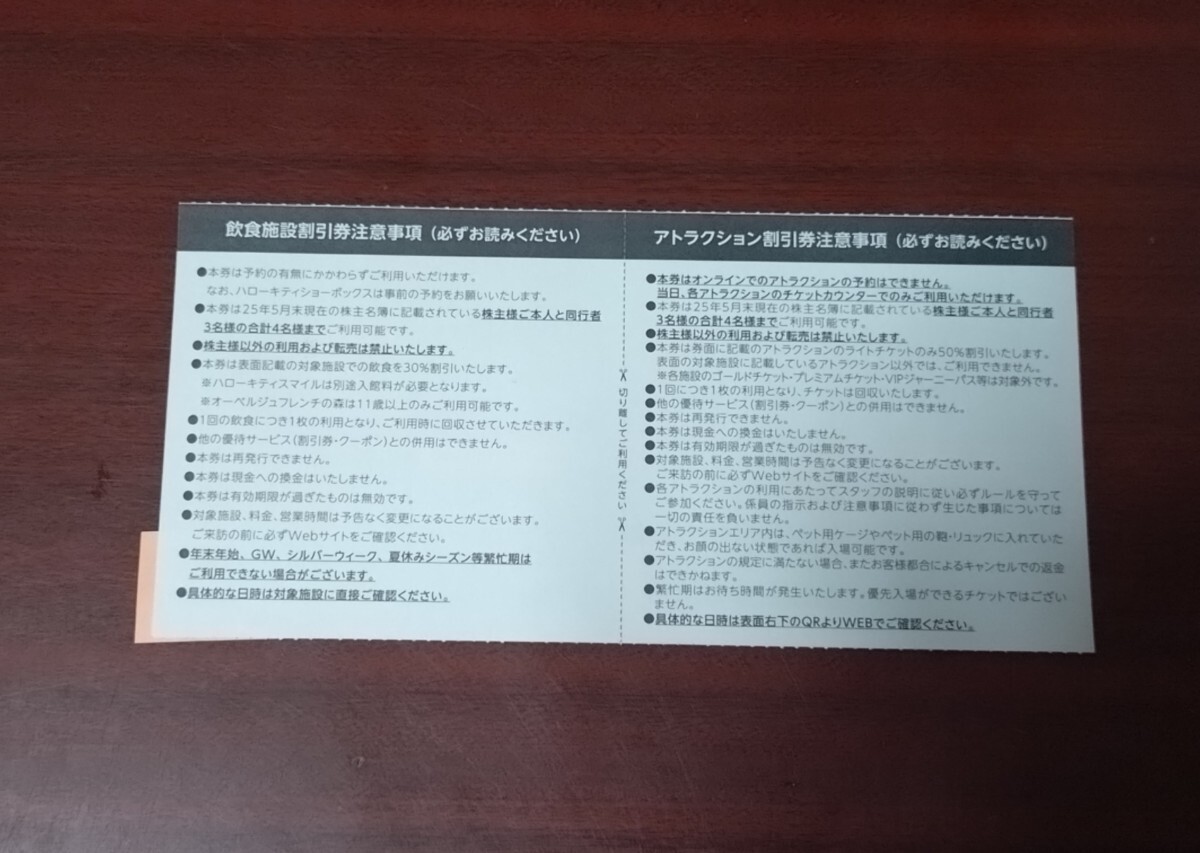 飲食施設割引券注意事項（必ずお読みください）
●本券は予約の有無にかかわらずご利用いただけます。
なお、ハローキティショーボックスは事前の予約をお願いいたします。
●本券は25年5月末現在の株主名簿に記載されている株主様ご本人と同行者
3名様の合計4名様までご利用可能です。
●株主様以外の利用および転売は禁止いたします。
●本券は表面記載の対象施設での飲食を30%割引いたします。
※ハローキティスマイルは別途入館料が必要となります。
※オーベルジュフレンチの森は11歳以上のみご利用可能です。
●1回の飲食につき1枚の利用となり、ご利用時に回収させていただきます。
●他の優待サービス(割引券・クーポン)との併用はできません。
●本券は再発行できません。
●本券は現金への換金はいたしません。
●本券は有効期限が過ぎたものは無効です。
●対象施設、料金、営業時間は予告なく変更になることがございます。
ご来訪の前に必ずWebサイトをご確認ください。
●年末年始、GW、シルバーウィーク、夏休みシーズン等繁忙期は
ご利用できない場合がございます。
●具体的な日時は対象施設に直接ご確認ください。
切り離してご利用ください
アトラクション割引券注意事項（必ずお読みください）
●本券はオンラインでのアトラクションの予約はできません。
当日、各アトラクションのチケットカウンターでのみご利用いただけます。
●本券は25年5月末現在の株主名簿に記載されている株主様ご本人と同行者
3名様の合計4名様までご利用可能です。
●株主様以外の利用および転売は禁止いたします。
●本券は券面に記載のアトラクションのライトチケットのみ50%割引いたします。
表面の対象施設に記載しているアトラクション以外では、ご利用できません。
※各施設のゴールドチケット・プレミアムチケット・VIPジャーニーパス等は対象外です。
●1回につき1枚の利用となり、チケットは回収いたします。
●他の優待サービス(割引券・クーポン)との併用はできません。
●本券は再発行できません。
●本券は現金への換金はいたしません。
●本券は有効期限が過ぎたものは無効です。
●対象施設、料金、営業時間は予告なく変更になることがございます。
ご来訪の前に必ずWebサイトをご確認ください。
●各アトラクションの利用にあたってスタッフの説明に従い必ずルールを守って
ご参加ください。係員の指示および注意事項に従わず生じた事項については
一切の責任を負いません。
●アトラクションエリア内は、ペット用ケージやペット用の鞄・リュックに入れていた
だき、お顔の出ない状態であれば入場可能です。
●アトラクションの規定に満たない場合、またお客様都合によるキャンセルでの返金
はできかねます。
●繁忙期はお待ち時間が発生いたします。優先入場ができるチケットではござい
ません。
●具体的な日時は表面右下のQRよりWEBでご確認ください。